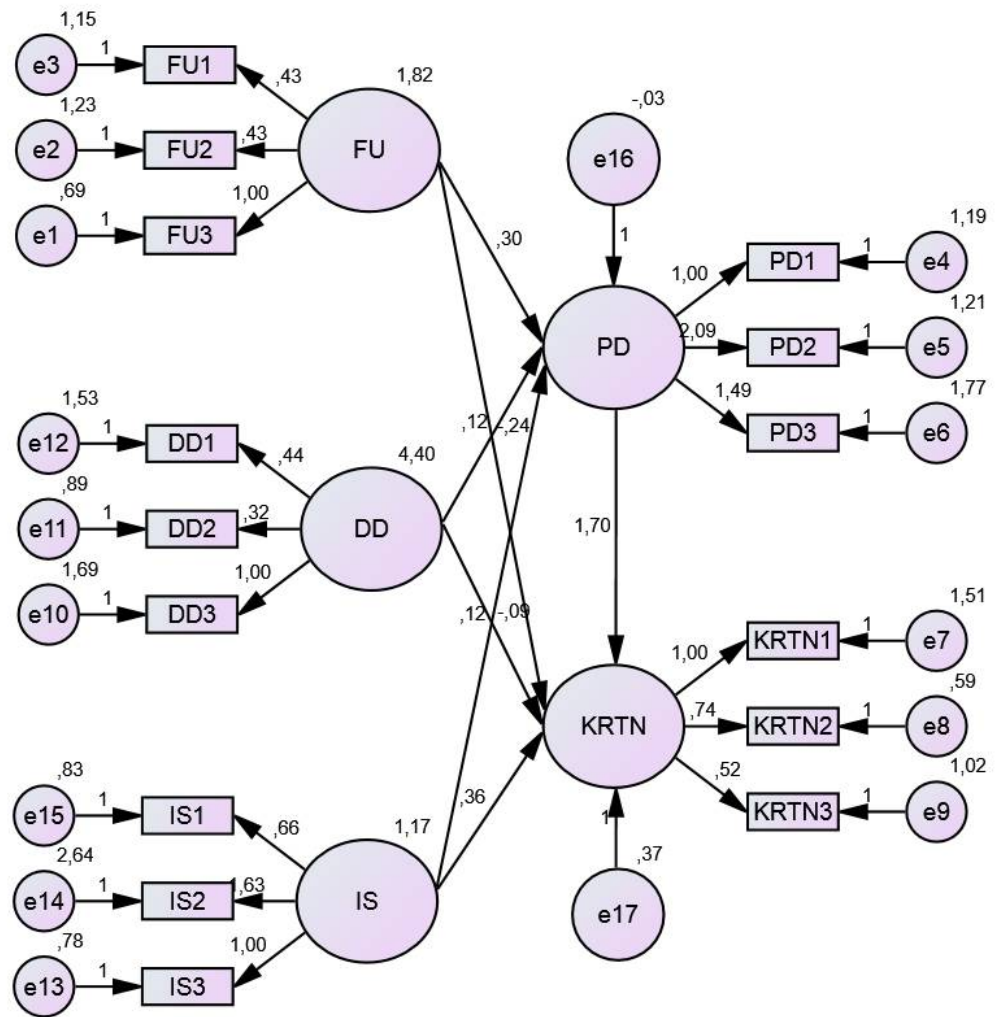 1,15
e3 1 FU1 ,43
1,23
e2 1 FU2 ,43
,69
e1 1 FU3 1,00
FU 1,82
1,53
e12 1 DD1 ,44
,89
e11 1 DD2 ,32
1,69
e10 1 DD3 1,00
DD 4,40
,83
e15 1 IS1 ,66
2,64
e14 1 IS2 1,63
,78
e13 1 IS3 1,00
IS 1,17
-,03
e16
1
,30
,12 -,24
,12 -,09
,36
1,70
PD
1,00 PD1 1 e4 1,19
2,09 PD2 1 e5 1,21
1,49 PD3 1 e6 1,77
KRTN
1,00 KRTN1 1 e7 1,51
,74 KRTN2 1 e8 ,59
,52 KRTN3 1 e9 1,02
1
,37
e17